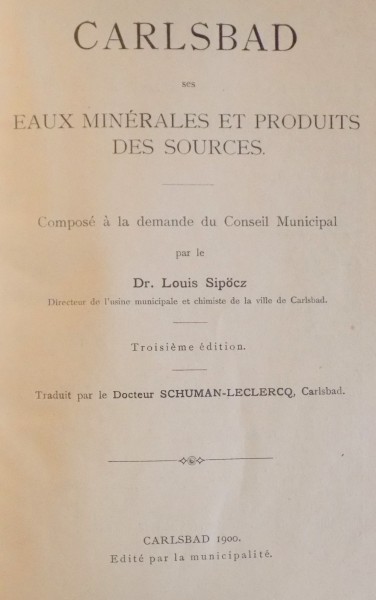 CARLSBAD
ses
EAUX MINÉRALES ET PRODUITS
DES SOURCES.
Composé à la demande du Conseil Municipal
par le
Dr. Louis Sipöcz
Directeur de l'usine municipale et chimiste de la ville de Carlsbad.
Troisième édition.
Traduit par le Docteur SCHUMAN-LECLERCQ, Carlsbad.
CARLSBAD 1900.
Edité par la municipalité.